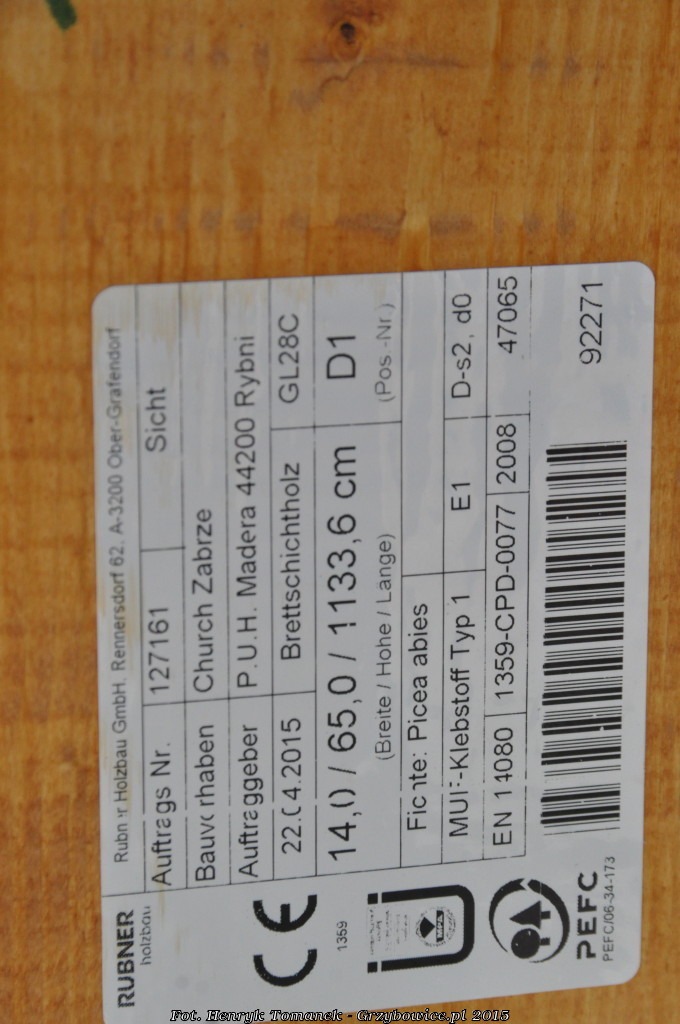 RUBNER
holzbau
Rubner Holzbau GmbH, Rennersdorf 62, A-3200 Ober-Grafendorf
Auftrags Nr. 127161 Sicht
Bauvorhaben Church Zabrze
Auftraggeber P.U.H. Madera 44200 Rybni
22.04.2015 Brettschichtholz GL28C
14,0 / 65,0 / 1133,6 cm D1
(Breite / Höhe / Länge) (Pos.-Nr.)
Fichte: Picea abies
MUF-Klebstoff Typ 1 E1 D-s2, d0
EN 14080 1359-CPD-0077 2008 47065
92271
CE
1359
MPA
PEFC
PEFC/06-34-173
Fot. Henryk Tomanek - Grzybowice.pl 2015